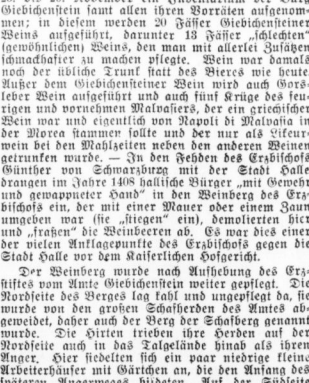 Giebichenstein samt allen ihren Vorräten aufgenom-
men; in diesem werden 20 Fässer Giebichensteiner
Weins aufgeführt, darunter 13 Fässer „schlechten"
(gewöhnlichen) Weins, den man mit allerlei Zusätzen
schmackhafter zu machen pflegte. Wein war damals
noch der übliche Trunk statt des Bieres wie heute.
Außer dem Giebichensteiner Wein wird auch Gors-
leber Wein aufgeführt und auch fünf Krüge des feu-
rigen und vornehmen Malvasiers, der ein griechischer
Wein war und eigentlich von Napoli di Malvasia in
der Morea stammen sollte und der nur als Likeur-
wein bei den Mahlzeiten neben den anderen Weinen
getrunken wurde. — In den Fehden des Erzbischofs
Günther von Schwarzburg mit der Stadt Halle
drangen im Jahre 1408 hallische Bürger „mit Gewehr
und gewappneter Hand" in den Weinberg des Erz-
bischofs ein, der mit einer Mauer oder einem Zaun
umgeben war (sie „stiegen" ein), demolierten hier
und „fraßen" die Weinbeeren ab. Es war dies einer
der vielen Anklagepunkte des Erzbischofs gegen die
Stadt Halle vor dem Kaiserlichen Hofgericht.
Der Weinberg wurde nach Aufhebung des Erz-
stiftes vom Amte Giebichenstein weiter gepflegt. Die
Nordseite des Berges lag kahl und ungepflegt da, sie
wurde von den großen Schafherden des Amtes ab-
geweidet, daher auch der Berg der Schafberg genannt
wurde. Die Hirten trieben ihre Herden auf der
Nordseite auch in das Talgelände hinab als ihren
Anger. Hier siedelten sich ein paar niedrige kleine
Arbeiterhäuser mit Gärtchen an, die den Anfang des
späteren Angerweges bildeten. Auf der Südseite